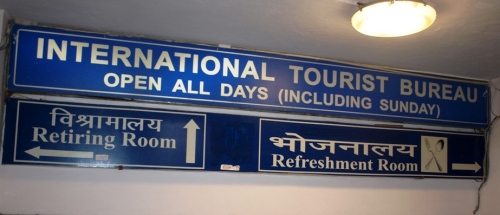 INTERNATIONAL TOURIST BUREAU
OPEN ALL DAYS (INCLUDING SUNDAY)
विश्रामालय
Retiring Room
भोजनालय
Refreshment Room